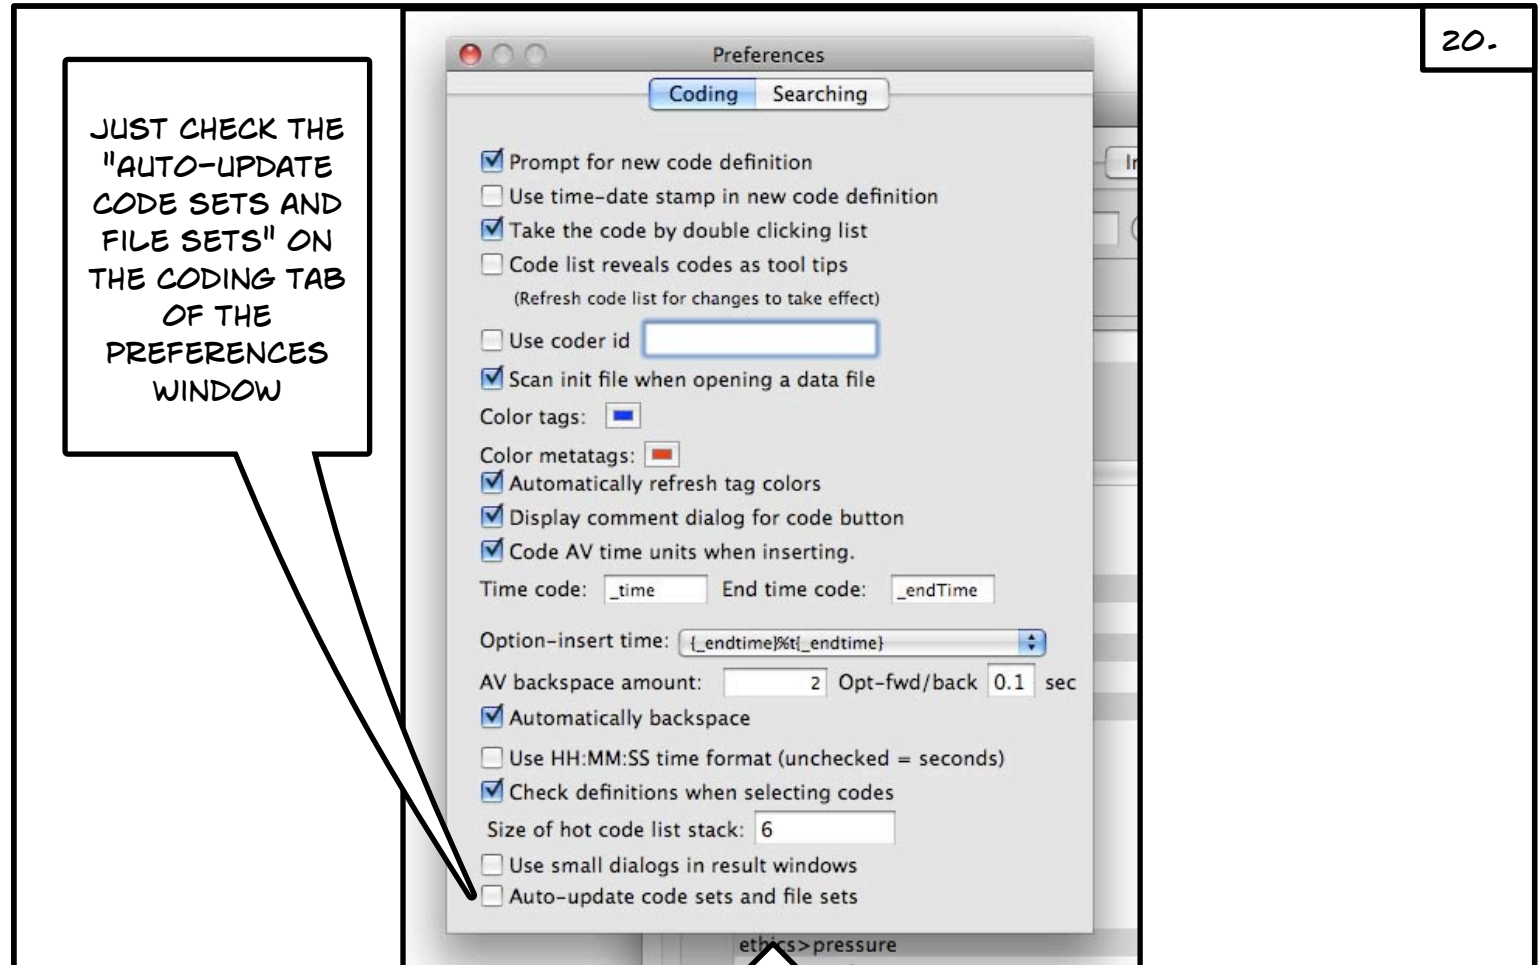 20.
JUST CHECK THE
"AUTO-UPDATE
CODE SETS AND
FILE SETS" ON
THE CODING TAB
OF THE
PREFERENCES
WINDOW
Preferences
Coding Searching
Prompt for new code definition
Use time-date stamp in new code definition
Take the code by double clicking list
Code list reveals codes as tool tips
(Refresh code list for changes to take effect)
Use coder id
Scan init file when opening a data file
Color tags:
Color metatags:
Automatically refresh tag colors
Display comment dialog for code button
Code AV time units when inserting.
Time code: _time End time code: _endTime
Option-insert time: {_endtime}%t{_endtime}
AV backspace amount: 2 Opt-fwd/back 0.1 sec
Automatically backspace
Use HH:MM:SS time format (unchecked = seconds)
Check definitions when selecting codes
Size of hot code list stack: 6
Use small dialogs in result windows
Auto-update code sets and file sets
ethics>pressure